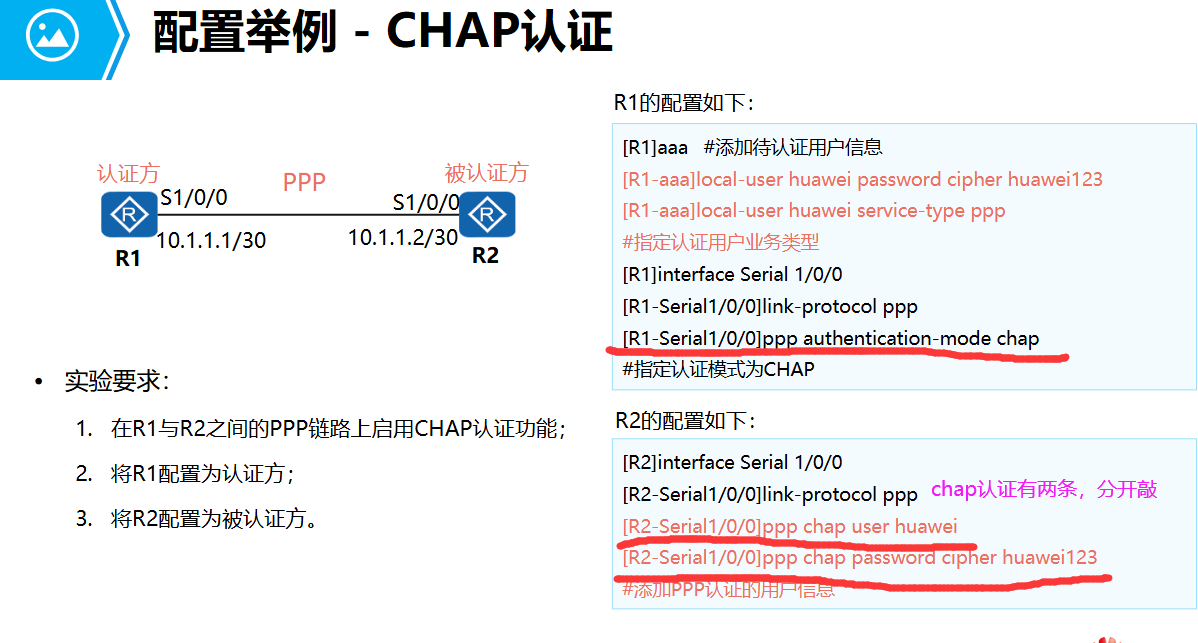 配置举例 - CHAP认证
认证方
PPP
被认证方
S1/0/0
S1/0/0
10.1.1.1/30
10.1.1.2/30
R1
R2
• 实验要求：
1. 在R1与R2之间的PPP链路上启用CHAP认证功能；
2. 将R1配置为认证方；
3. 将R2配置为被认证方。
R1的配置如下：
[R1]aaa #添加待认证用户信息
[R1-aaa]local-user huawei password cipher huawei123
[R1-aaa]local-user huawei service-type ppp
#指定认证用户业务类型
[R1]interface Serial 1/0/0
[R1-Serial1/0/0]link-protocol ppp
[R1-Serial1/0/0]ppp authentication-mode chap
#指定认证模式为CHAP
R2的配置如下：
[R2]interface Serial 1/0/0
[R2-Serial1/0/0]link-protocol ppp
chap认证有两条，分开敲
[R2-Serial1/0/0]ppp chap user huawei
[R2-Serial1/0/0]ppp chap password cipher huawei123
#添加PPP认证的用户信息